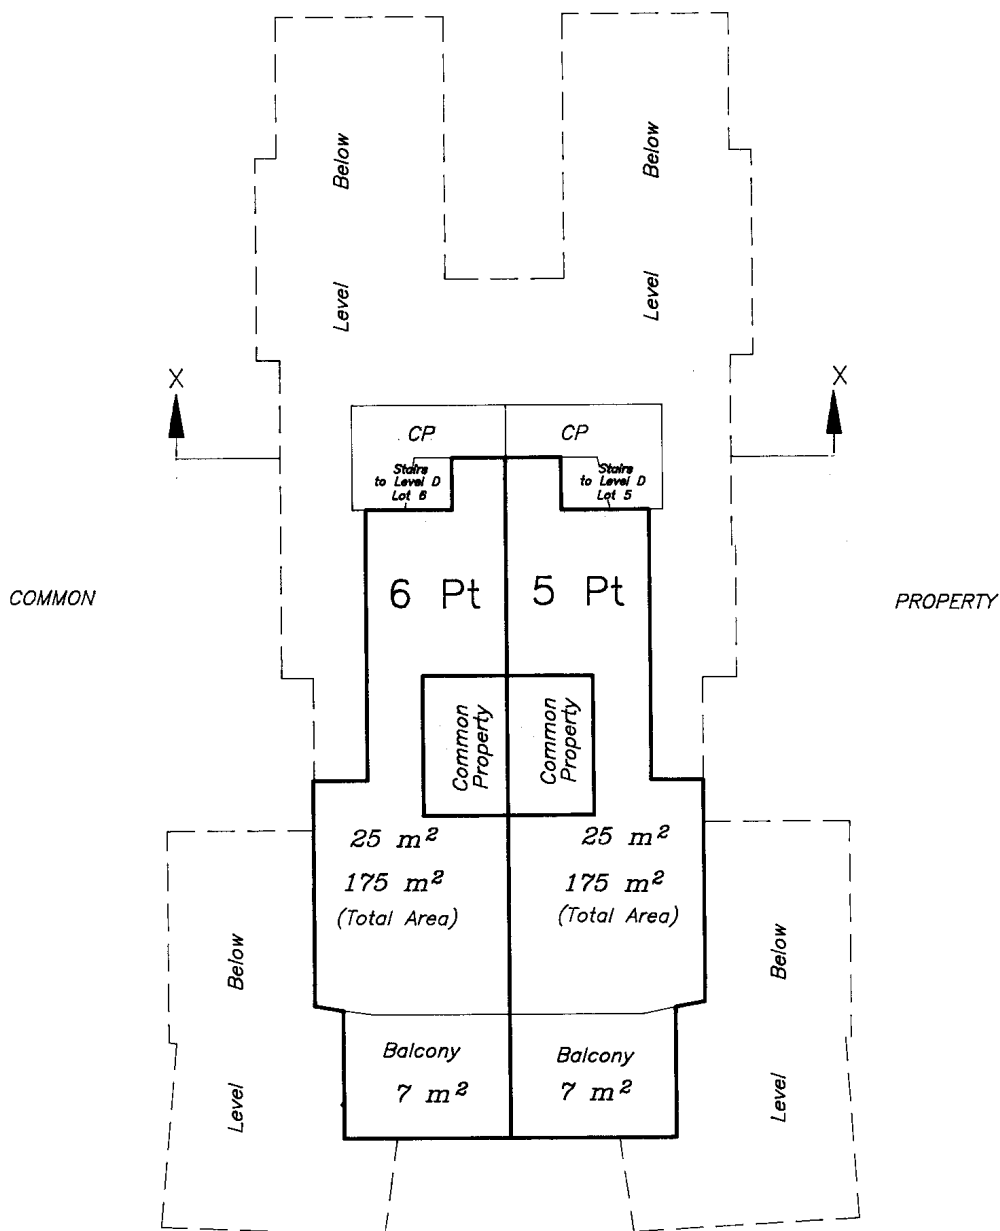 Below
Level
Below
Level
X
X
CP
CP
Stairs
to Level D
Lot 6
Stairs
to Level D
Lot 5
COMMON
6 Pt
5 Pt
PROPERTY
Common
Property
Common
Property
25 m²
175 m²
(Total Area)
25 m²
175 m²
(Total Area)
Below
Level
Below
Level
Balcony
7 m²
Balcony
7 m²